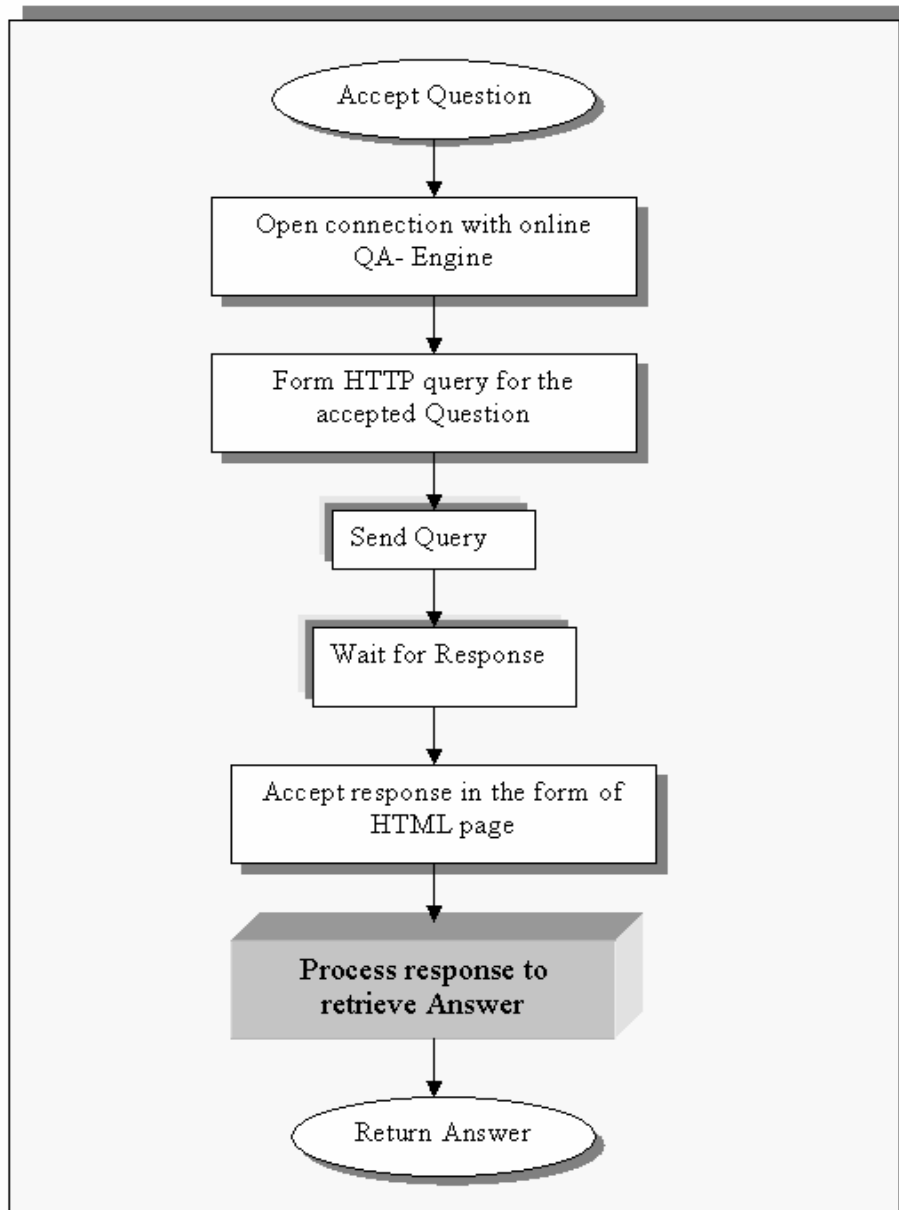 Accept Question
Open connection with online
QA- Engine
Form HTTP query for the
accepted Question
Send Query
Wait for Response
Accept response in the form of
HTML page
Process response to
retrieve Answer
Return Answer